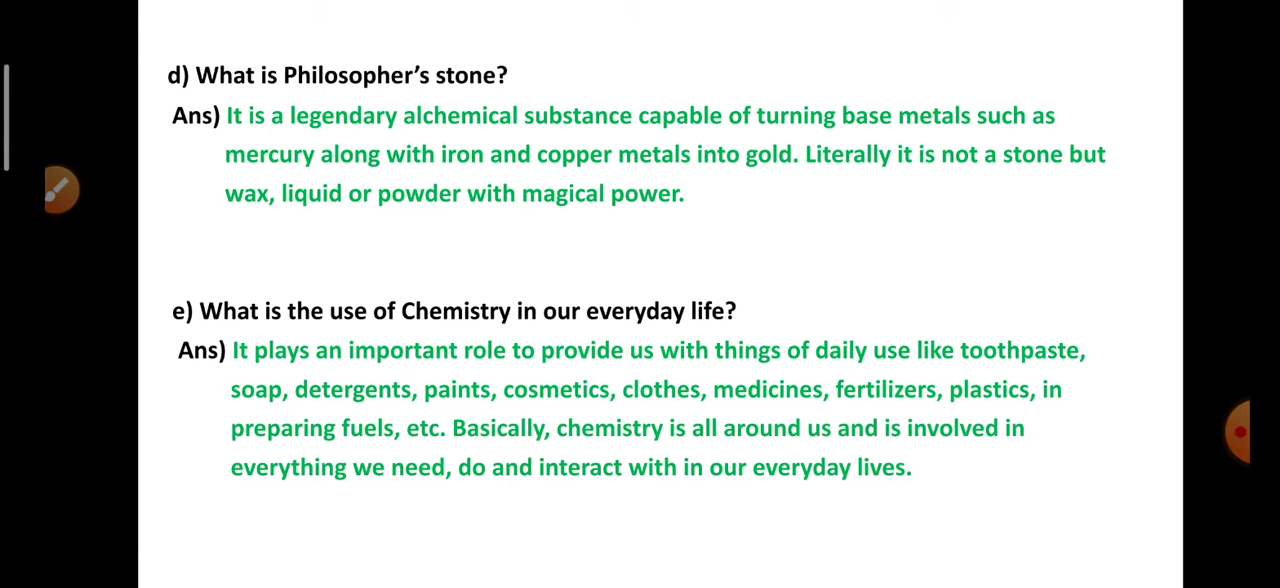 d) What is Philosopher’s stone?
Ans) It is a legendary alchemical substance capable of turning base metals such as
mercury along with iron and copper metals into gold. Literally it is not a stone but
wax, liquid or powder with magical power.
e) What is the use of Chemistry in our everyday life?
Ans) It plays an important role to provide us with things of daily use like toothpaste,
soap, detergents, paints, cosmetics, clothes, medicines, fertilizers, plastics, in
preparing fuels, etc. Basically, chemistry is all around us and is involved in
everything we need, do and interact with in our everyday lives.